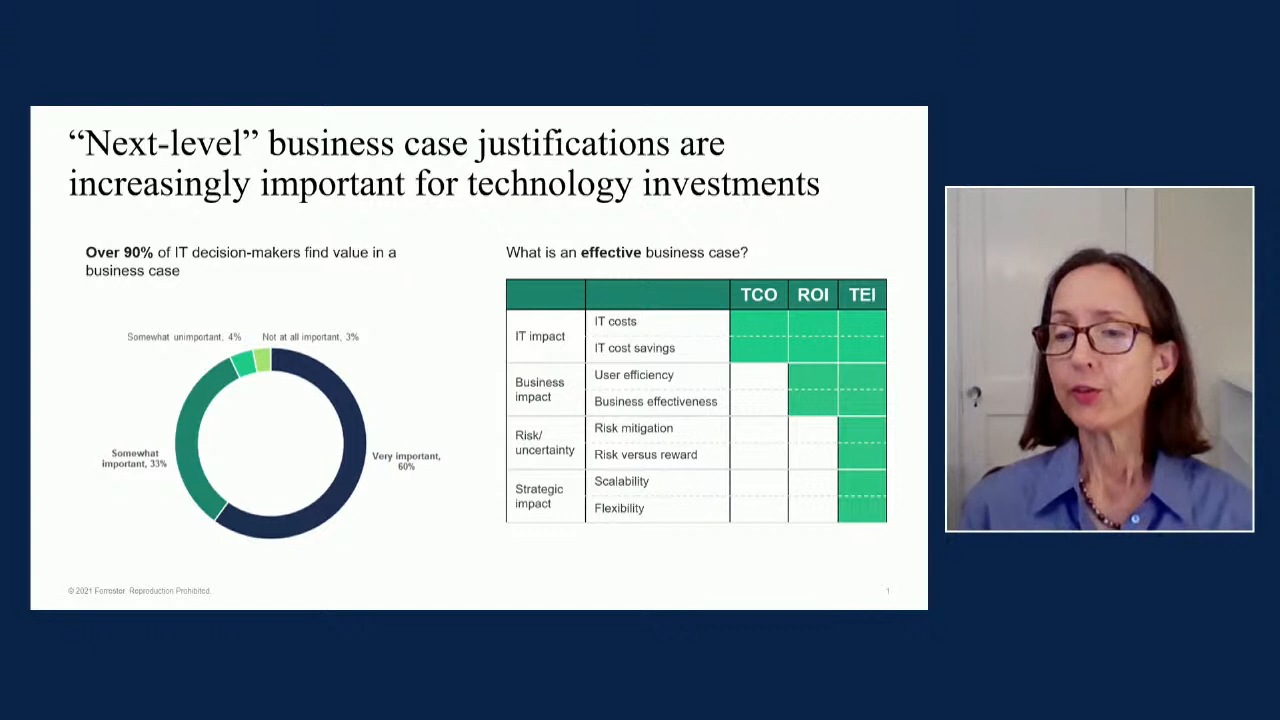 “Next-level” business case justifications are
increasingly important for technology investments
Over 90% of IT decision-makers find value in a
business case
Somewhat unimportant, 4%
Not at all important, 3%
Somewhat
important, 33%
Very important,
60%
What is an effective business case?
TCO ROI TEI
IT impact
IT costs
IT cost savings
Business
impact
User efficiency
Business effectiveness
Risk/
uncertainty
Risk mitigation
Risk versus reward
Strategic
impact
Scalability
Flexibility
© 2021 Forrester. Reproduction Prohibited.
1